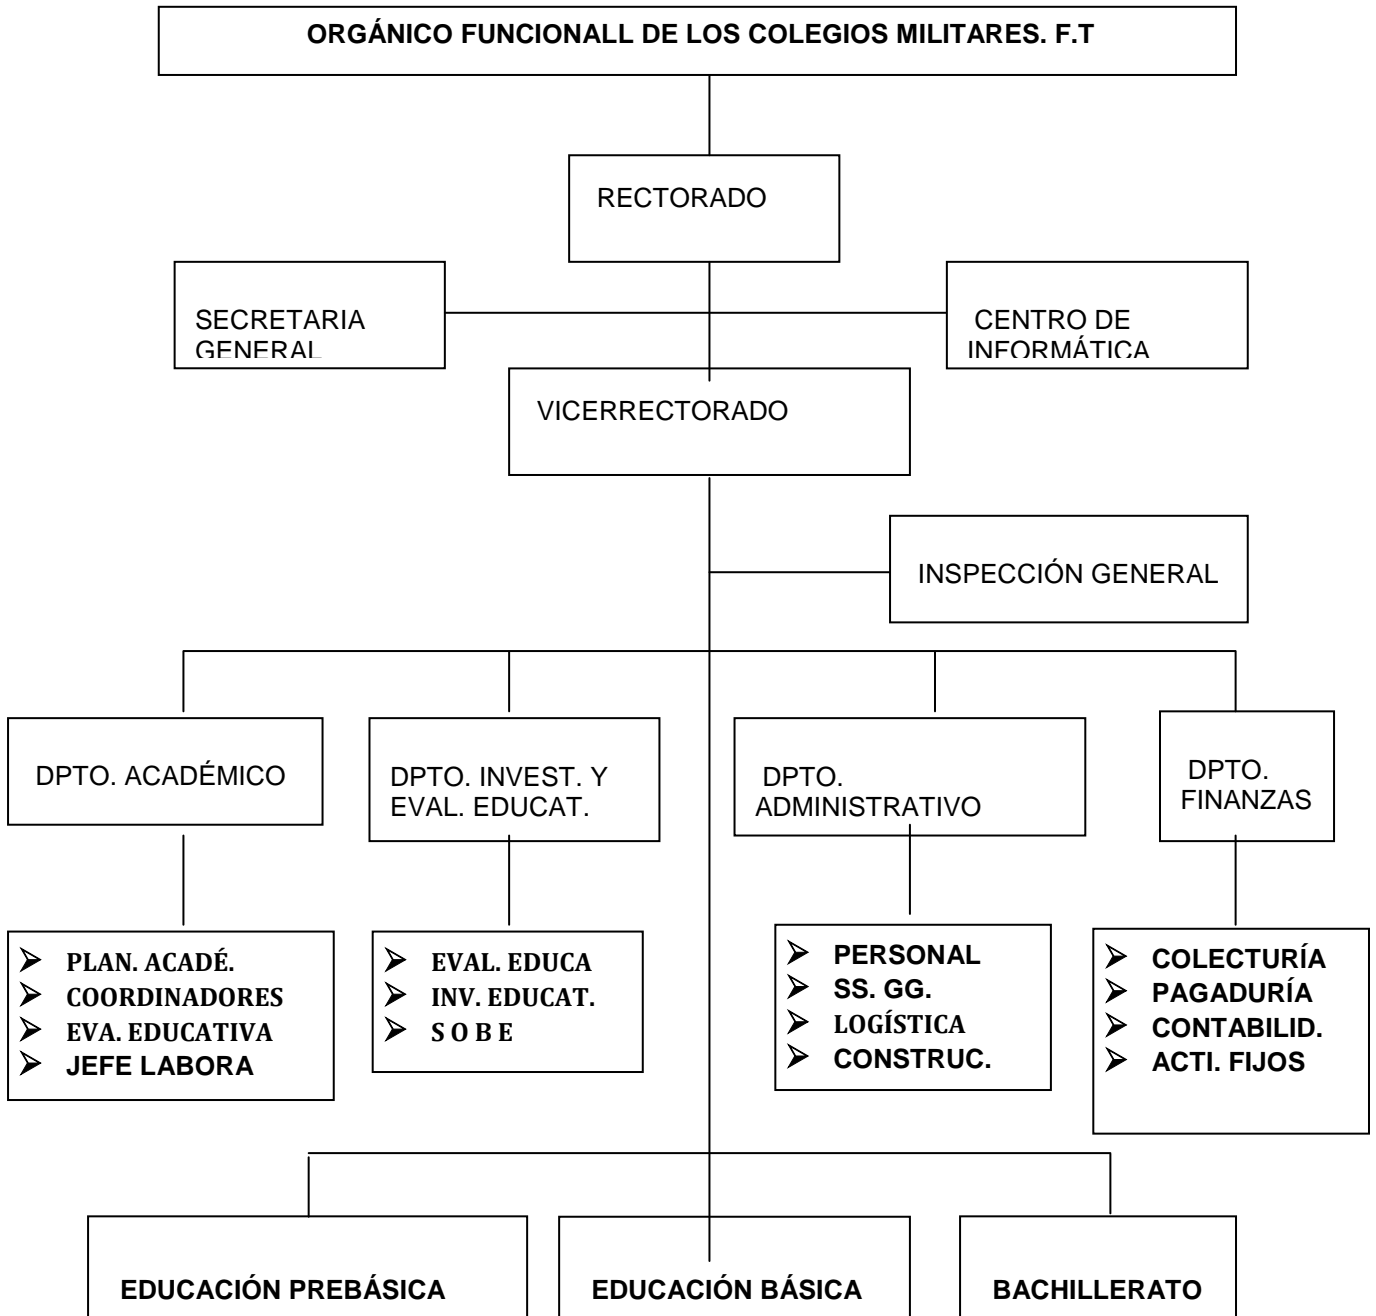 ORGÁNICO FUNCIONALL DE LOS COLEGIOS MILITARES. F.T
RECTORADO
SECRETARIA
GENERAL
CENTRO DE
INFORMÁTICA
VICERRECTORADO
INSPECCIÓN GENERAL
DPTO. ACADÉMICO
DPTO. INVEST. Y
EVAL. EDUCAT.
DPTO.
ADMINISTRATIVO
DPTO.
FINANZAS
➢ PLAN. ACADÉ.
➢ COORDINADORES
➢ EVA. EDUCATIVA
➢ JEFE LABORA
➢ EVAL. EDUCA
➢ INV. EDUCAT.
➢ S O B E
➢ PERSONAL
➢ SS. GG.
➢ LOGÍSTICA
➢ CONSTRUC.
➢ COLECTURÍA
➢ PAGADURÍA
➢ CONTABILID.
➢ ACTI. FIJOS
EDUCACIÓN PREBÁSICA
EDUCACIÓN BÁSICA
BACHILLERATO